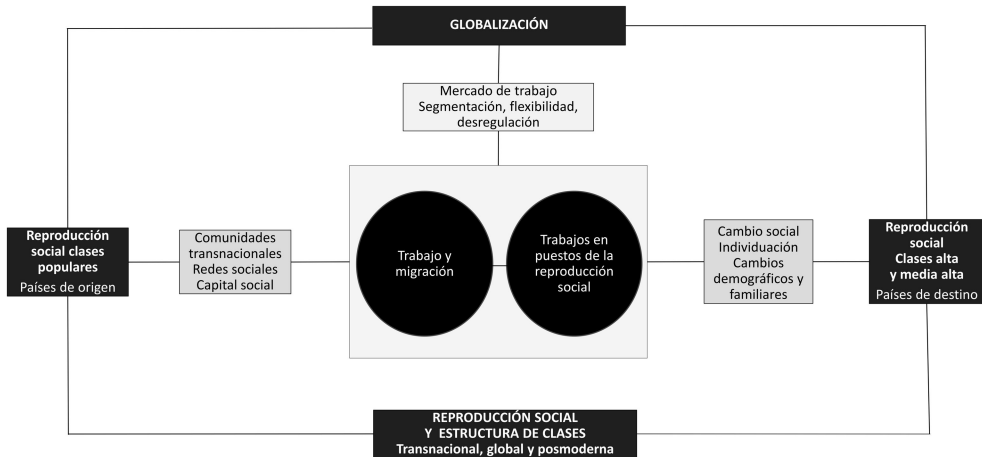 GLOBALIZACIÓN
Mercado de trabajo
Segmentación, flexibilidad,
desregulación
Reproducción
social clases
populares
Países de origen
Comunidades
transnacionales
Redes sociales
Capital social
Trabajo y
migración
Trabajos en
puestos de la
reproducción
social
Cambio social
Individuación
Cambios
demográficos y
familiares
Reproducción
social
Clases alta
y media alta
Países de destino
REPRODUCCIÓN SOCIAL
Y ESTRUCTURA DE CLASES
Transnacional, global y posmoderna